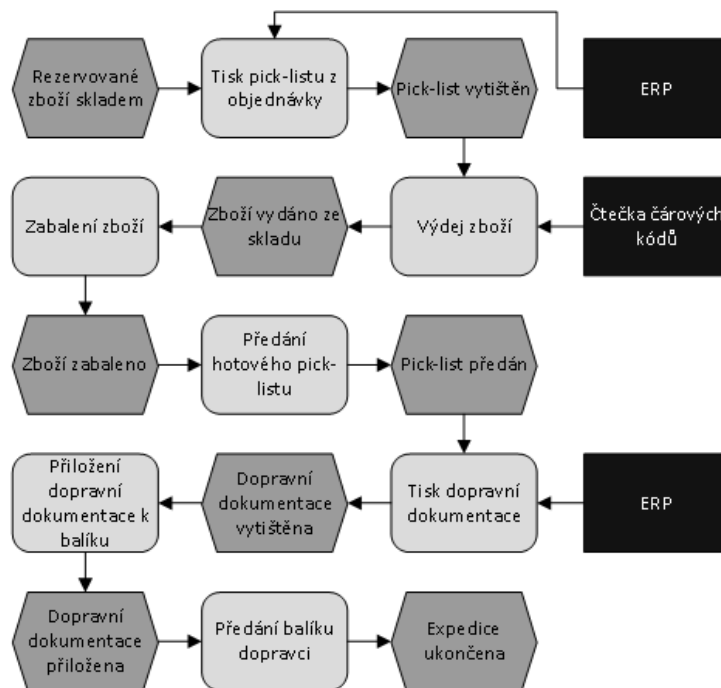 Rezervované
zboží skladem
Tisk pick-listu z
objednávky
Pick-list vytištěn
ERP
Zabalení zboží
Zboží vydáno ze
skladu
Výdej zboží
Čtečka čárových
kódů
Zboží zabaleno
Předání
hotového pick-
listu
Pick-list předán
Přiložení
dopravní
dokumentace k
balíku
Dopravní
dokumentace
vytištěna
Tisk dopravní
dokumentace
ERP
Dopravní
dokumentace
přiložena
Předání balíku
dopravci
Expedice
ukončena